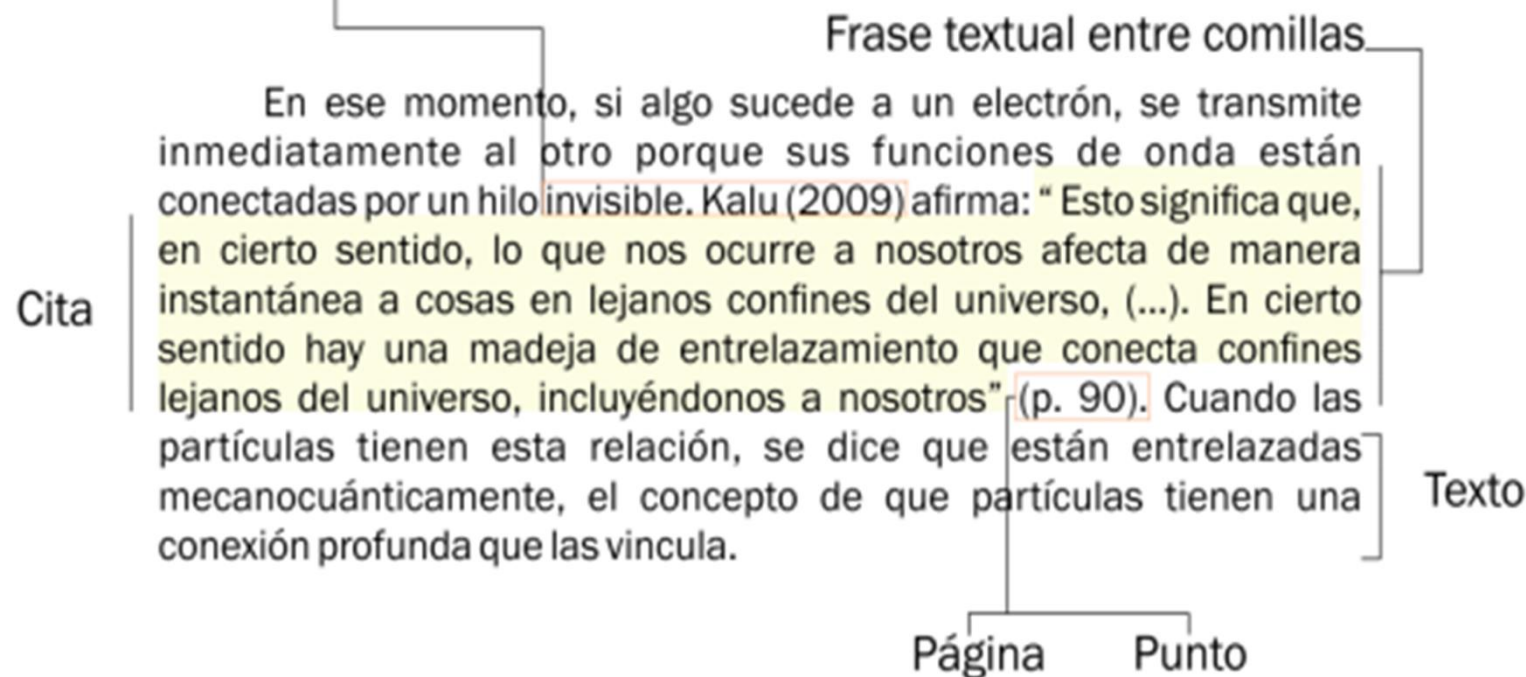 Frase textual entre comillas
En ese momento, si algo sucede a un electrón, se transmite
inmediatamente al otro porque sus funciones de onda están
conectadas por un hilo invisible. Kalu (2009) afirma: “ Esto significa que,
en cierto sentido, lo que nos ocurre a nosotros afecta de manera
instantánea a cosas en lejanos confines del universo, (...). En cierto
sentido hay una madeja de entrelazamiento que conecta confines
lejanos del universo, incluyéndonos a nosotros” (p. 90). Cuando las
partículas tienen esta relación, se dice que están entrelazadas
mecanocuánticamente, el concepto de que partículas tienen una
conexión profunda que las vincula.
Cita
Texto
Página Punto